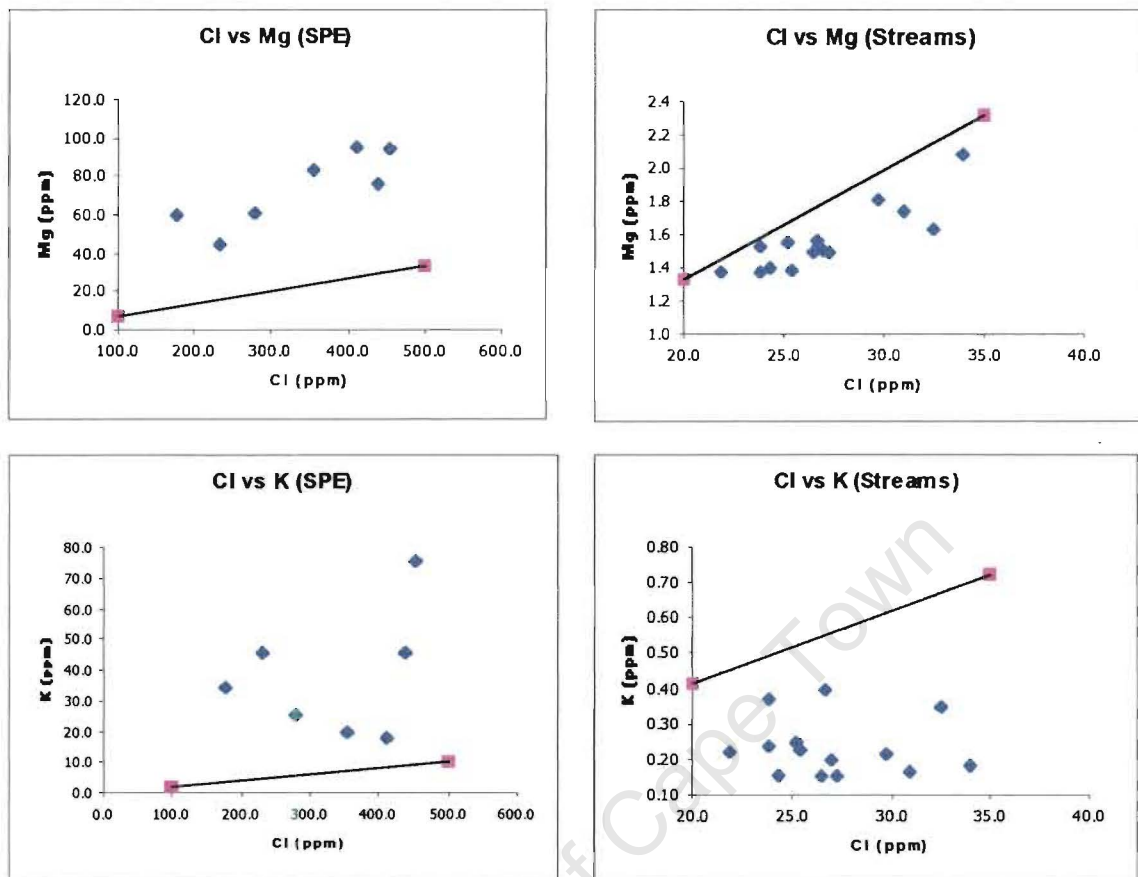 Cl vs Mg (SPE)
Mg (ppm)
120.0
100.0
80.0
60.0
40.0
20.0
0.0
100.0 200.0 300.0 400.0 500.0 600.0
Cl (ppm)
Cl vs Mg (Streams)
Mg (ppm)
2.4
2.2
2.0
1.8
1.6
1.4
1.2
1.0
20.0 25.0 30.0 35.0 40.0
Cl (ppm)
Cl vs K (SPE)
K (ppm)
80.0
70.0
60.0
50.0
40.0
30.0
20.0
10.0
0.0
0.0 100.0 200.0 300.0 400.0 500.0 600.0
Cl (ppm)
Cl vs K (Streams)
K (ppm)
0.80
0.70
0.60
0.50
0.40
0.30
0.20
0.10
20.0 25.0 30.0 35.0 40.0
Cl (ppm)
of Cape Town